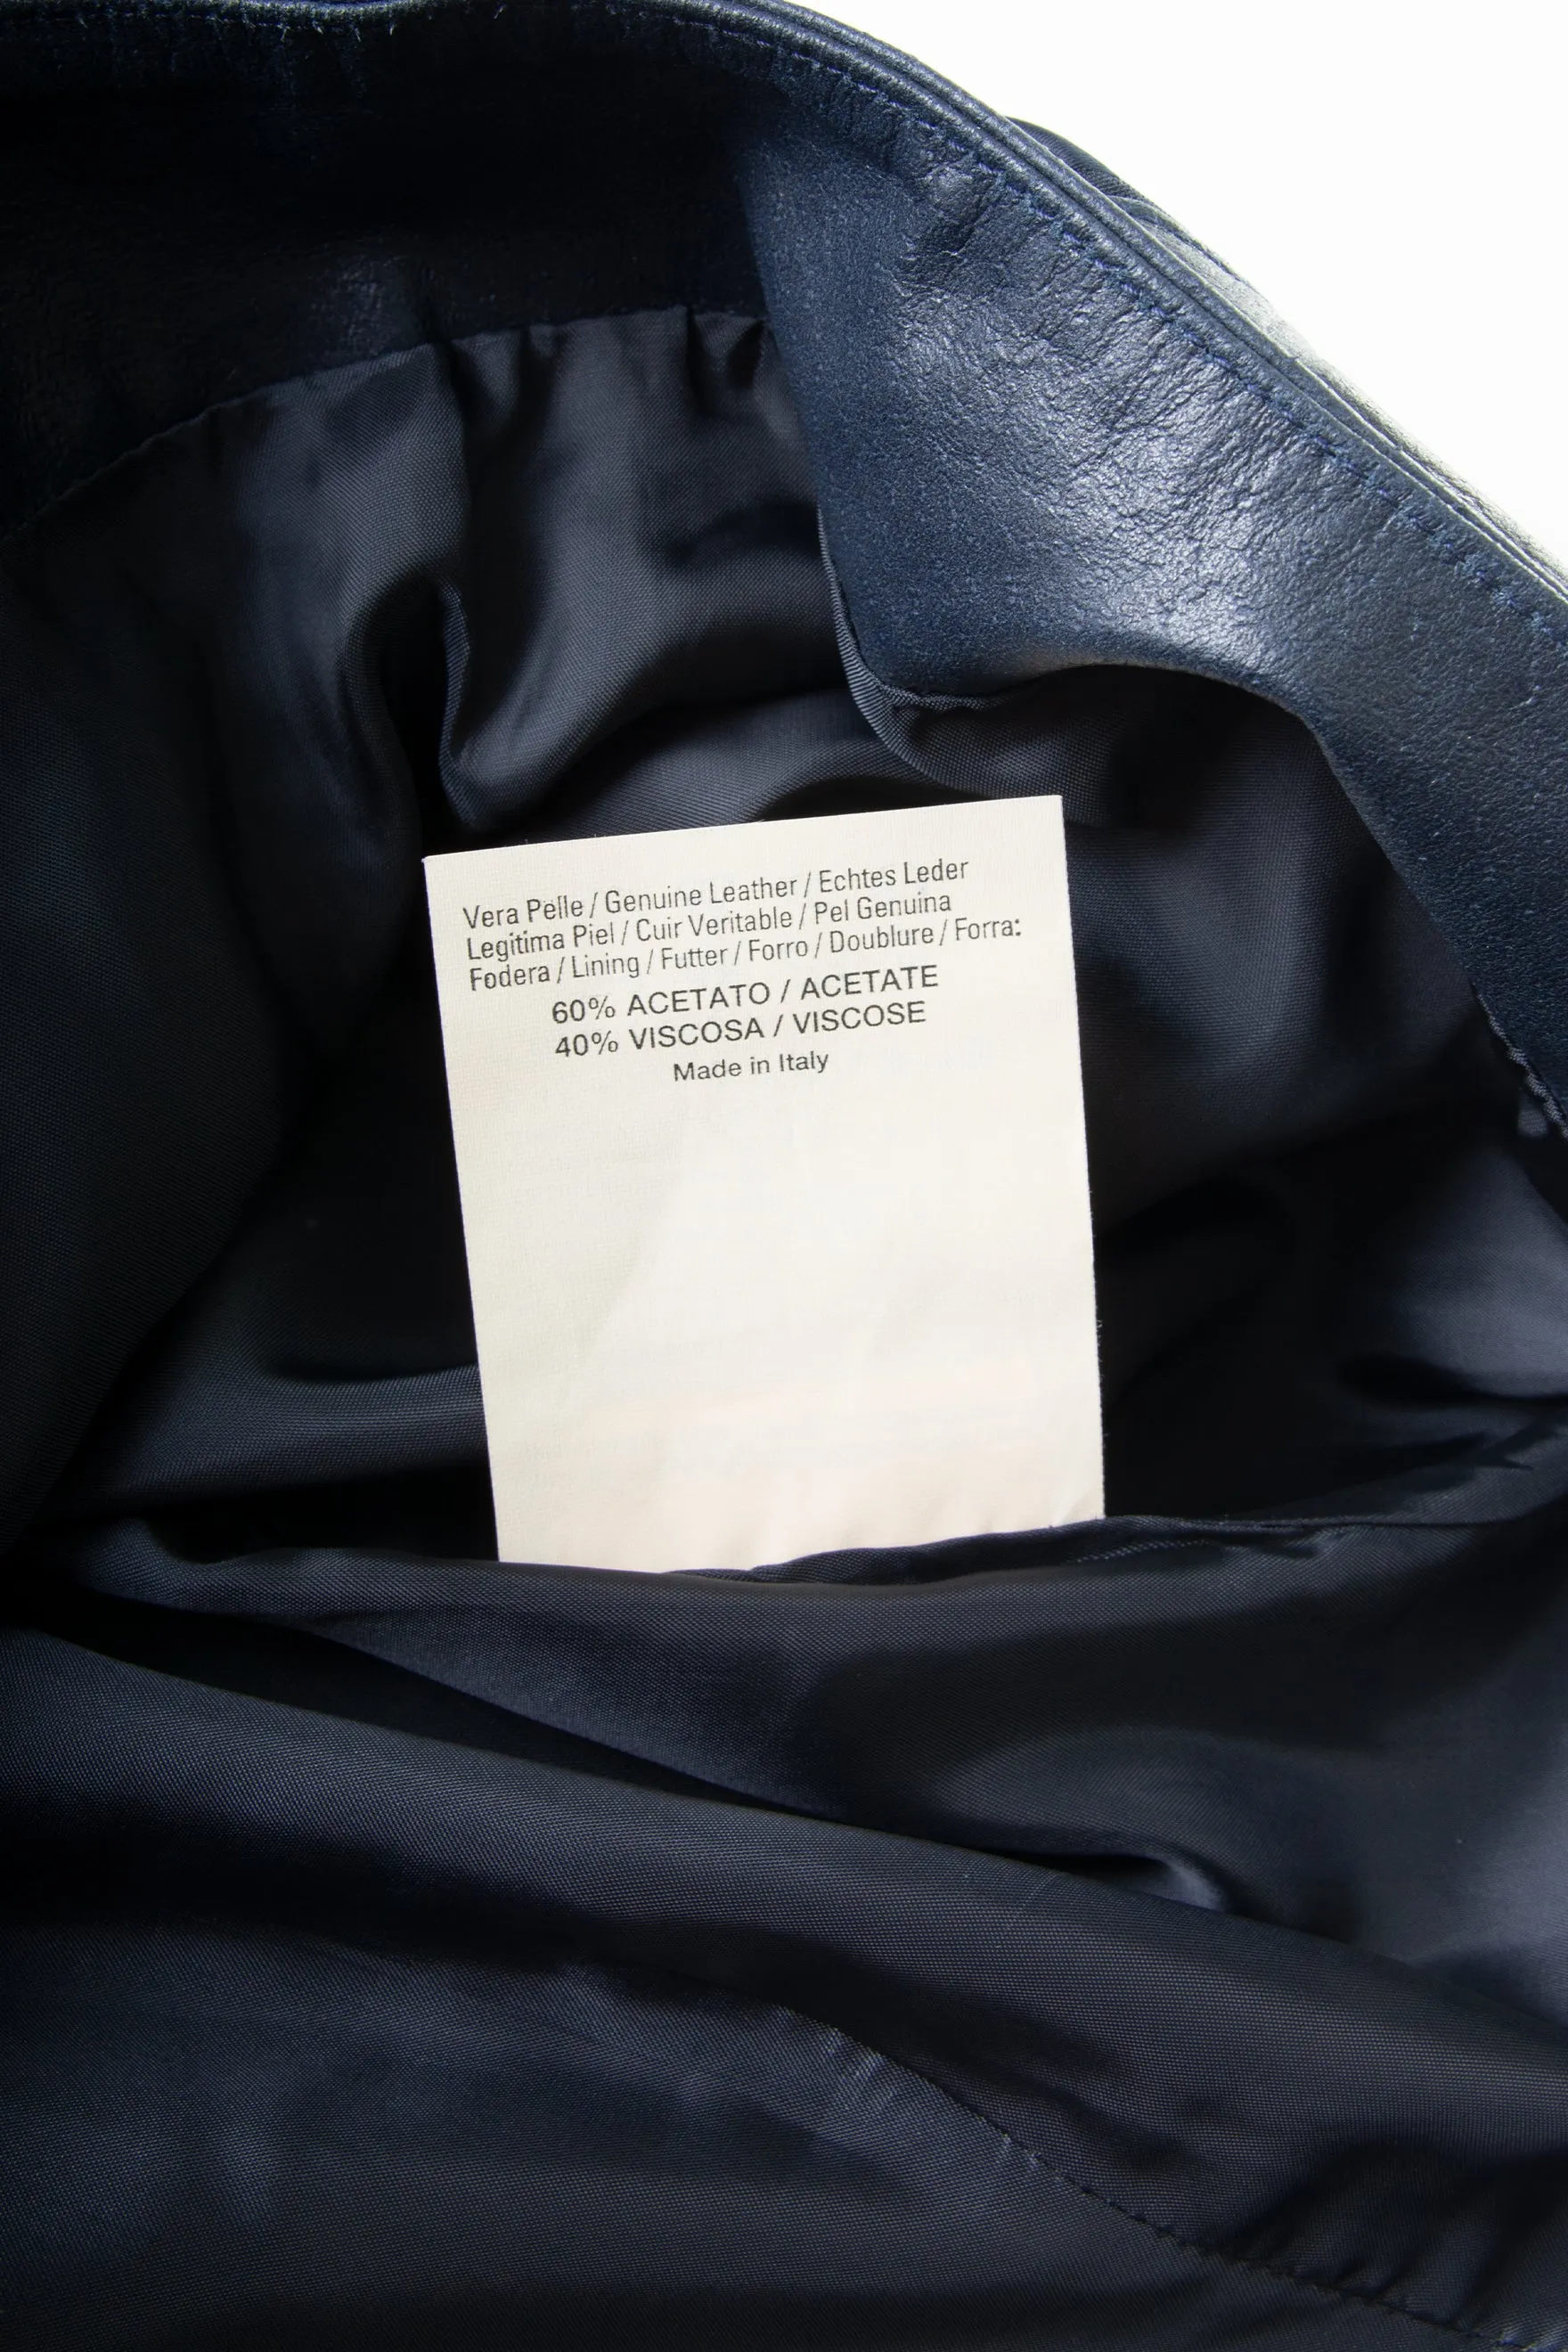 Vera Pelle / Genuine Leather / Echtes Leder
Legitima Piel / Cuir Veritable / Pel Genuina
Fodera / Lining / Futter / Forro / Doublure / Forra:
60% ACETATO / ACETATE
40% VISCOSA / VISCOSE
Made in Italy